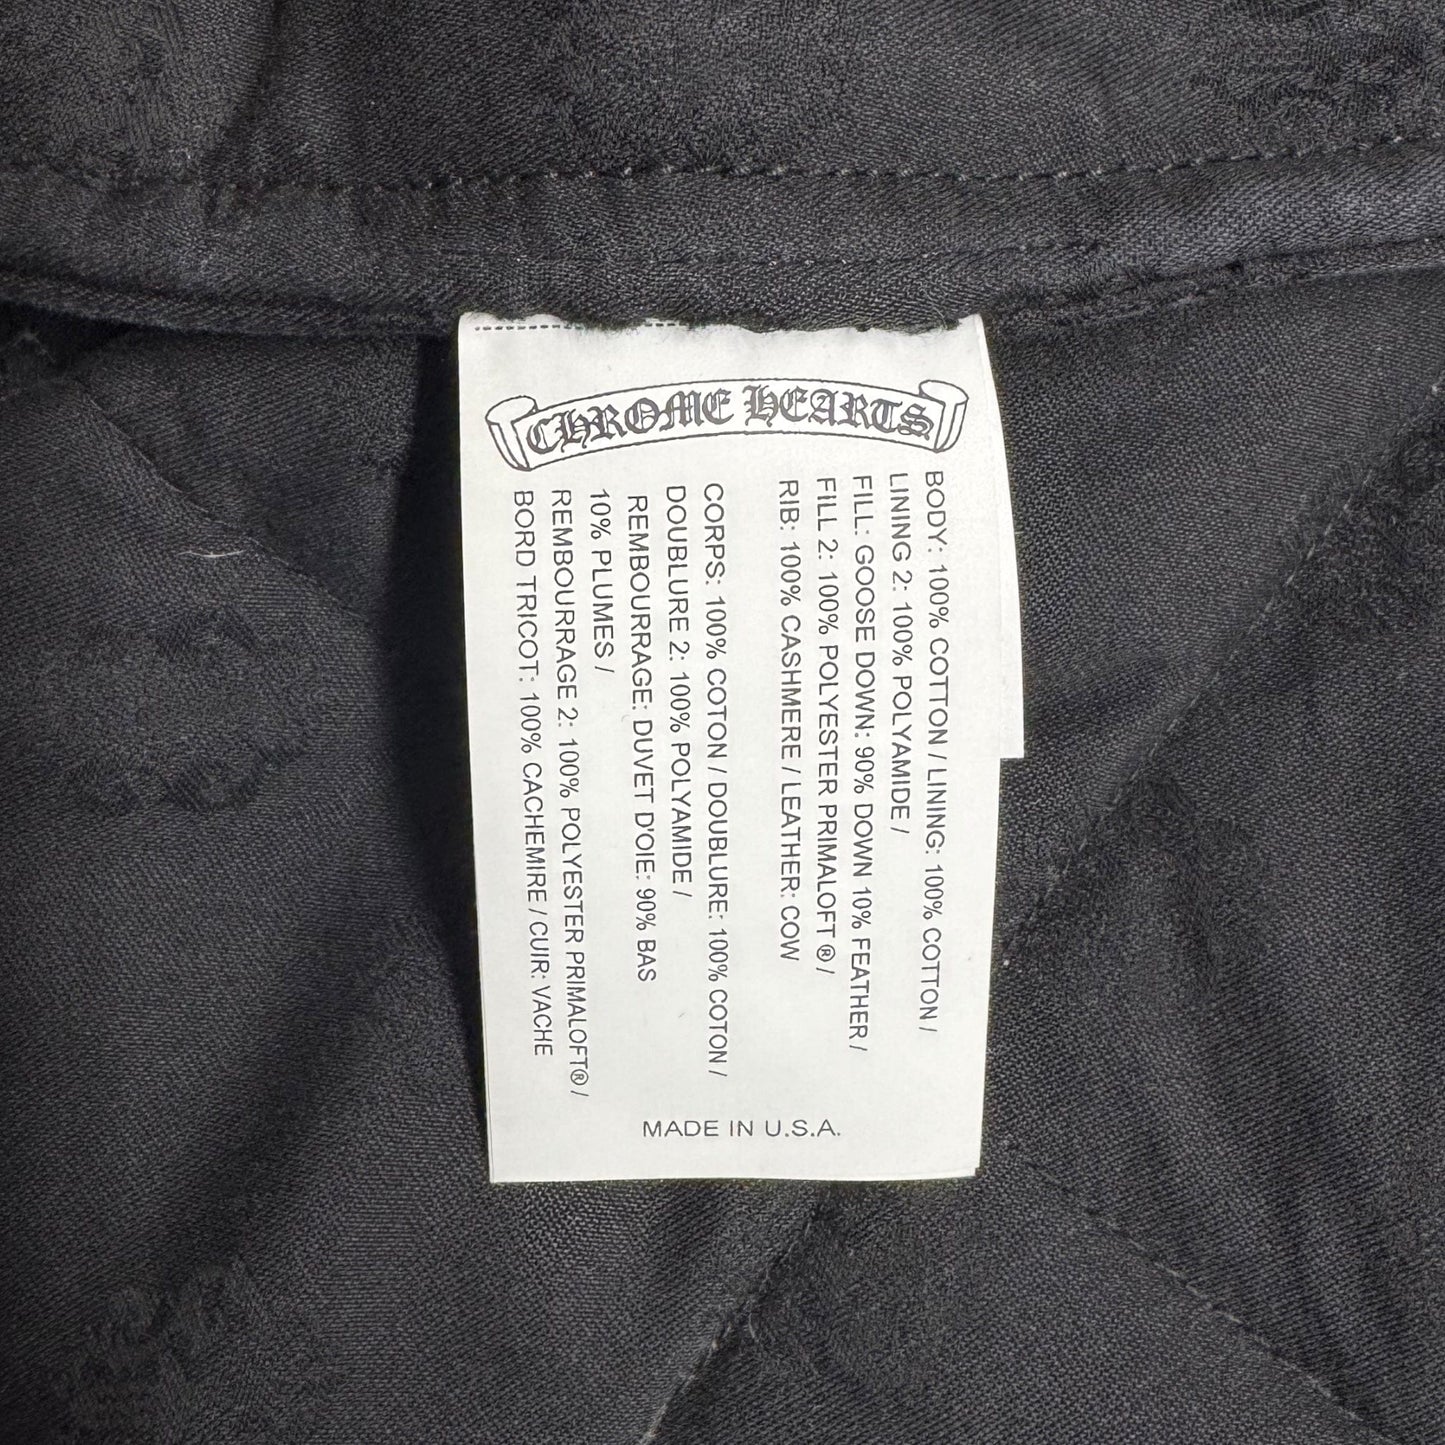 CHROME HEARTS
BODY: 100% COTTON / LINING: 100% COTTON /
LINING 2: 100% POLYAMIDE /
FILL: GOOSE DOWN: 90% DOWN 10% FEATHER /
FILL 2: 100% POLYESTER PRIMALOFT ® /
RIB: 100% CASHMERE / LEATHER: COW
CORPS: 100% COTON / DOUBLURE: 100% COTON /
DOUBLURE 2: 100% POLYAMIDE /
REMBOURRAGE: DUVET D'OIE: 90% BAS
10% PLUMES /
REMBOURRAGE 2: 100% POLYESTER PRIMALOFT® /
BORD TRICOT: 100% CACHEMIRE / CUIR: VACHE
MADE IN U.S.A.